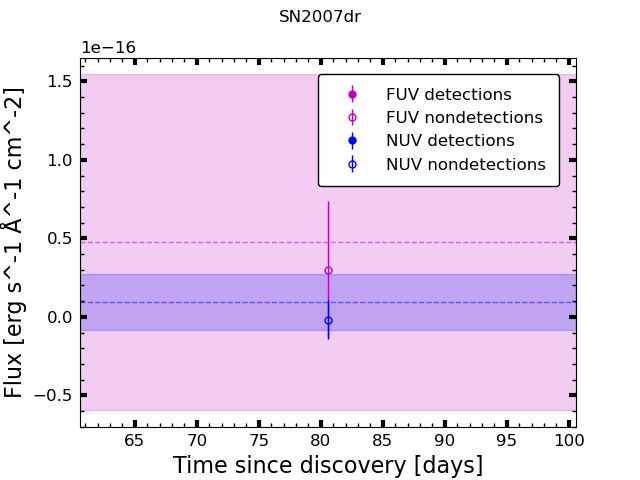 SN2007dr
1e−16
FUV detections
FUV nondetections
NUV detections
NUV nondetections
1.5
1.0
0.5
0.0
−0.5
Flux [erg s^-1 Å^-1 cm^-2]
65 70 75 80 85 90 95 100
Time since discovery [days]